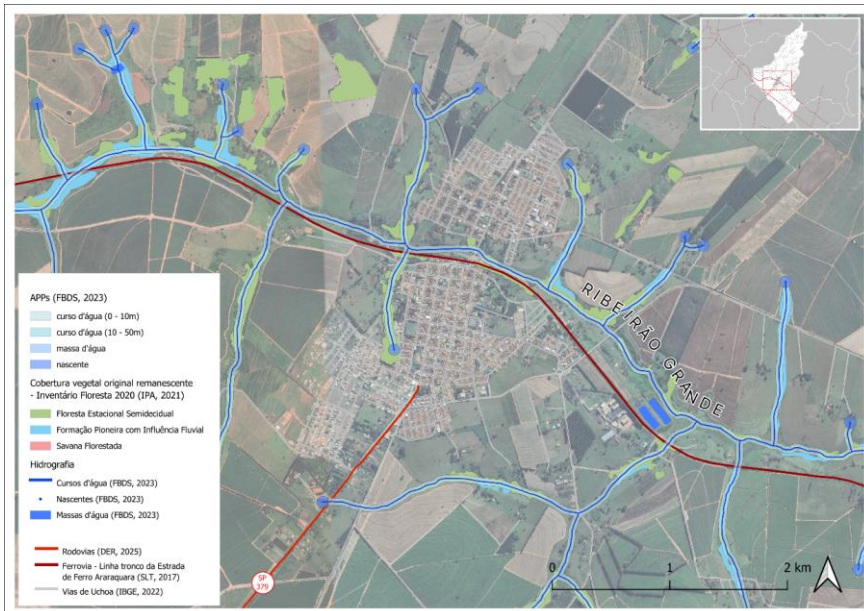 RIBEIRÃO GRANDE
APPs (FBDS, 2023)
curso d'água (0 - 10m)
curso d'água (10 - 50m)
massa d'água
nascente
Cobertura vegetal original remanescente
- Inventário Floresta 2020 (IPA, 2021)
Floresta Estacional Semidecidual
Formação Pioneira com Influência Fluvial
Savana Florestada
Hidrografia
Cursos d'água (FBDS, 2023)
Nascentes (FBDS, 2023)
Massas d'água (FBDS, 2023)
Rodovias (DER, 2025)
Ferrovia - Linha tronco da Estrada
de Ferro Araraquara (SLT, 2017)
Vias de Uchoa (IBGE, 2022)
SP
379
0 1 2 km